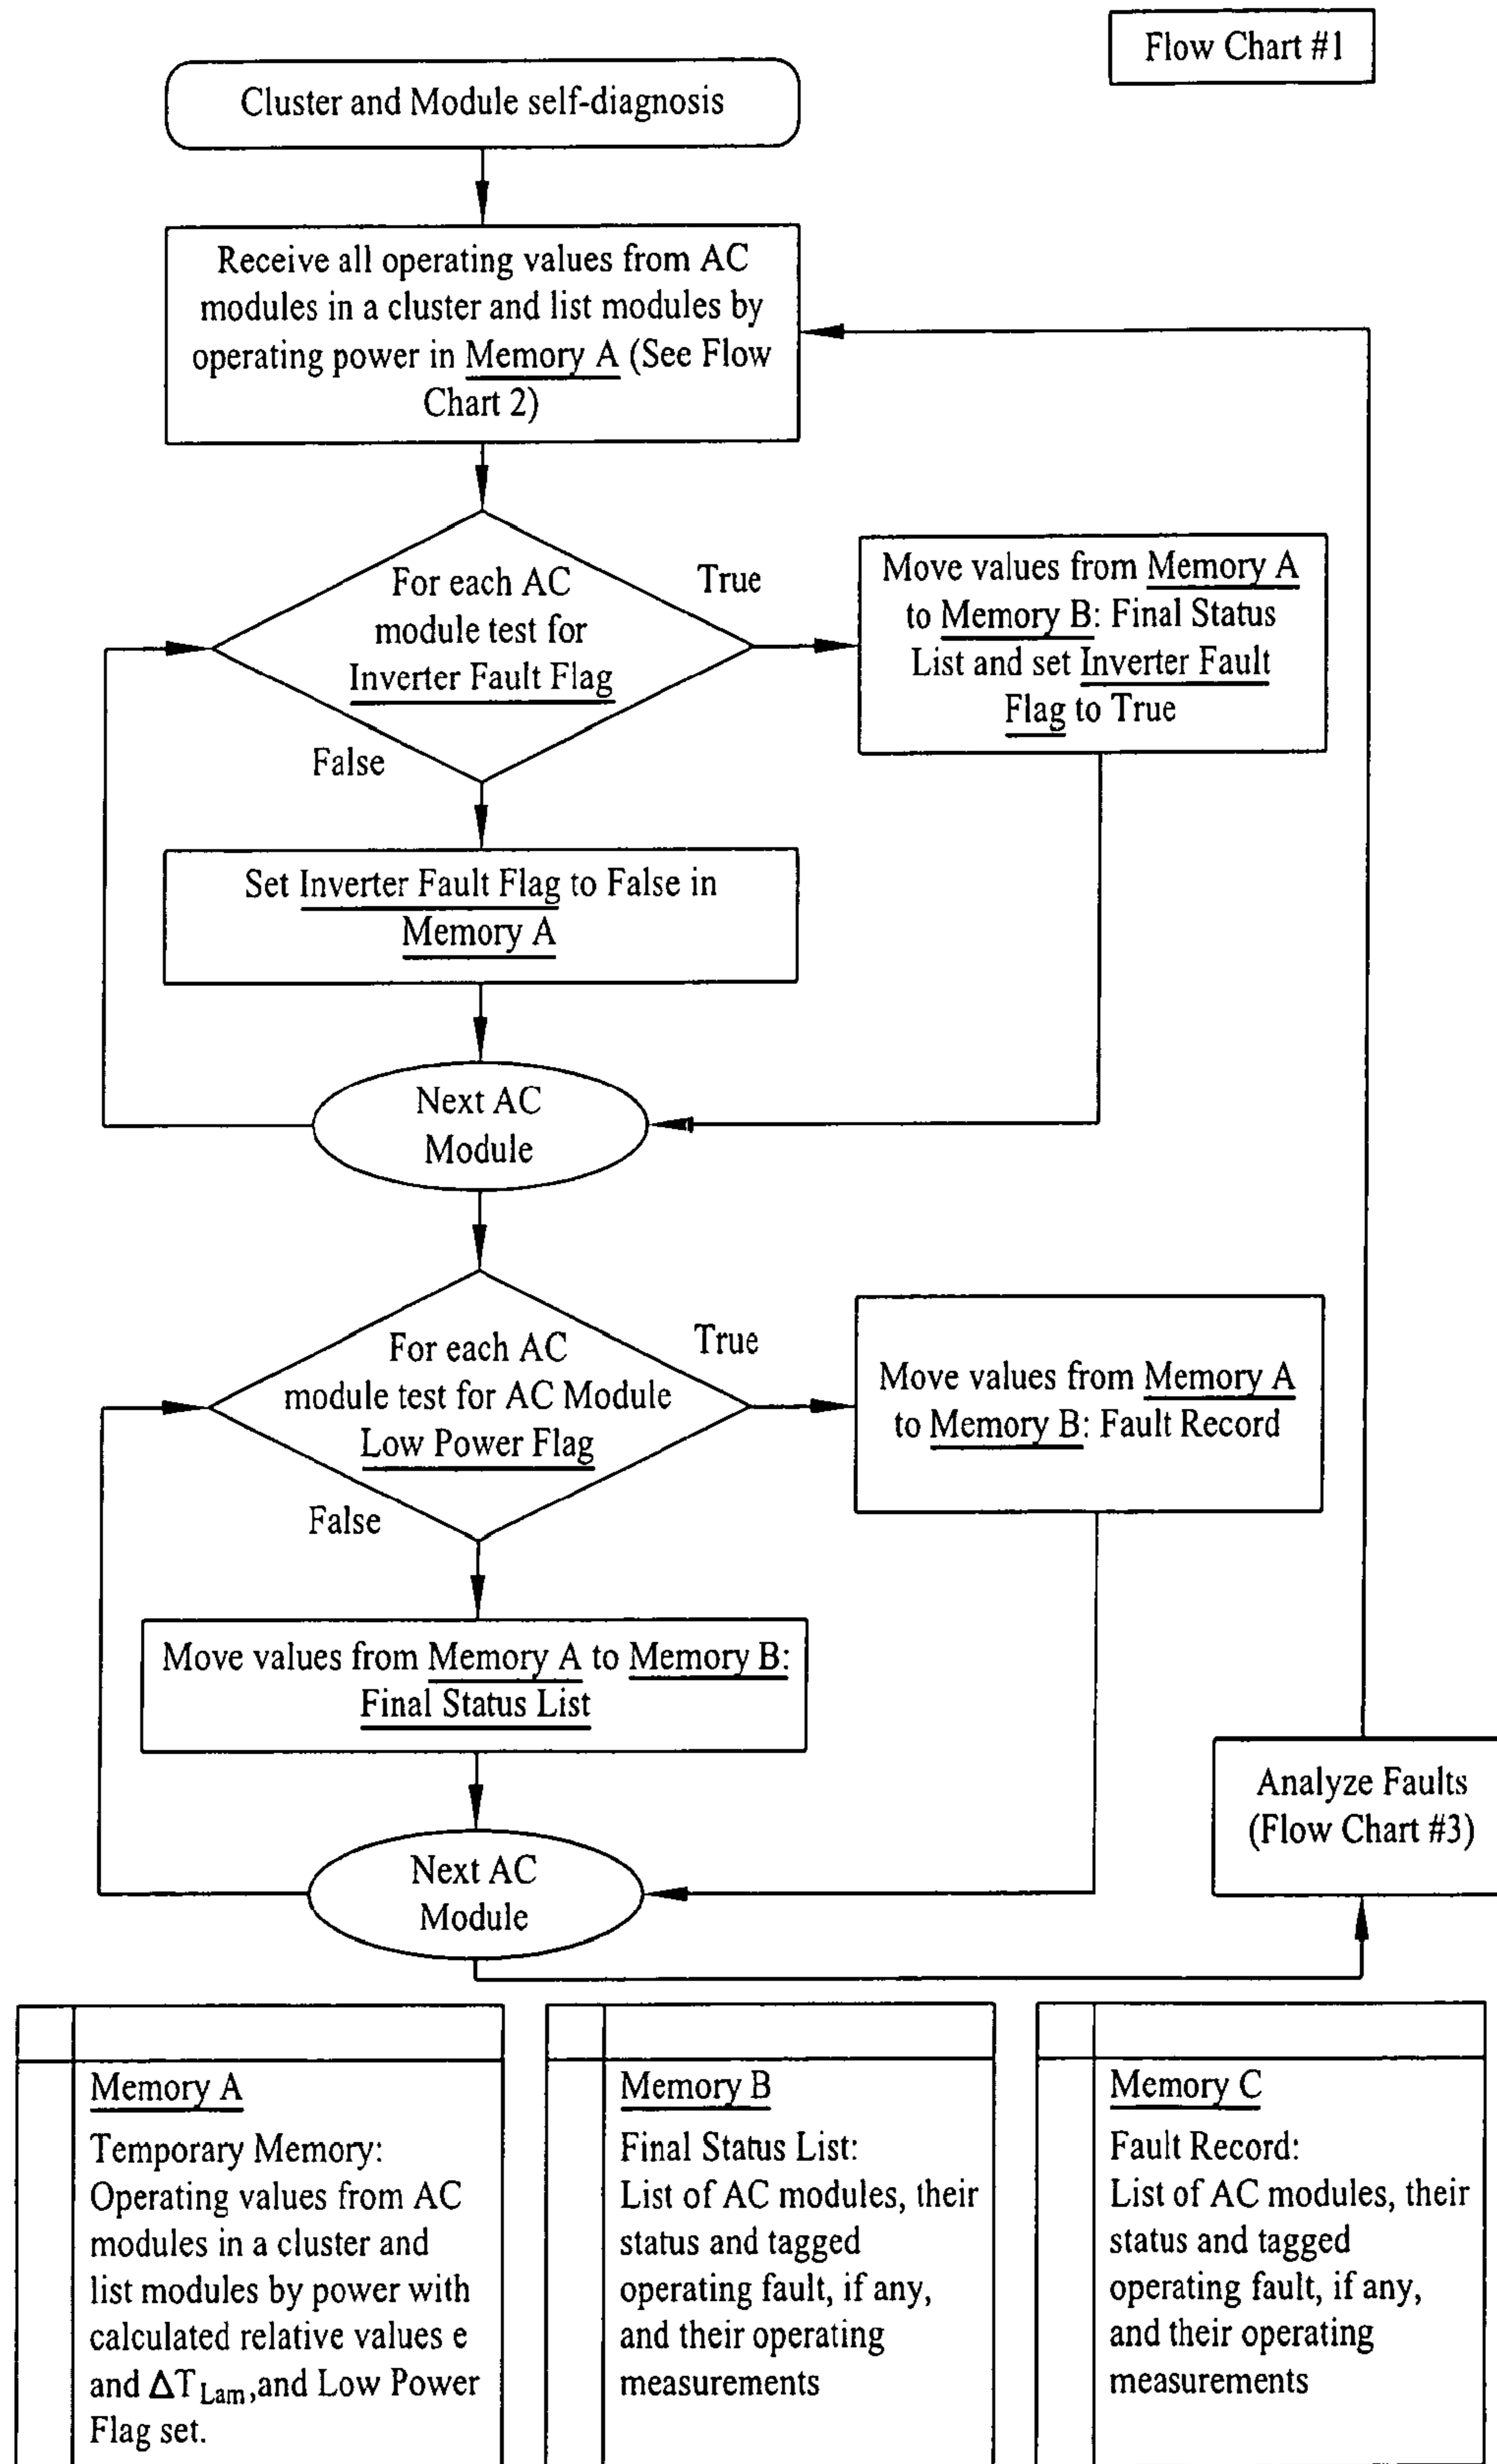 Flow Chart #1
Cluster and Module self-diagnosis
Receive all operating values from AC
modules in a cluster and list modules by
operating power in Memory A (See Flow
Chart 2)
For each AC
module test for
Inverter Fault Flag
True
Move values from Memory A
to Memory B: Final Status
List and set Inverter Fault
Flag to True
False
Set Inverter Fault Flag to False in
Memory A
Next AC
Module
For each AC
module test for AC Module
Low Power Flag
True
Move values from Memory A
to Memory B: Fault Record
False
Move values from Memory A to Memory B:
Final Status List
Next AC
Module
Analyze Faults
(Flow Chart #3)
Memory A
Temporary Memory:
Operating values from AC
modules in a cluster and
list modules by power with
calculated relative values e
and ΔTLam,and Low Power
Flag set.
Memory B
Final Status List:
List of AC modules, their
status and tagged
operating fault, if any,
and their operating
measurements
Memory C
Fault Record:
List of AC modules, their
status and tagged
operating fault, if any,
and their operating
measurements